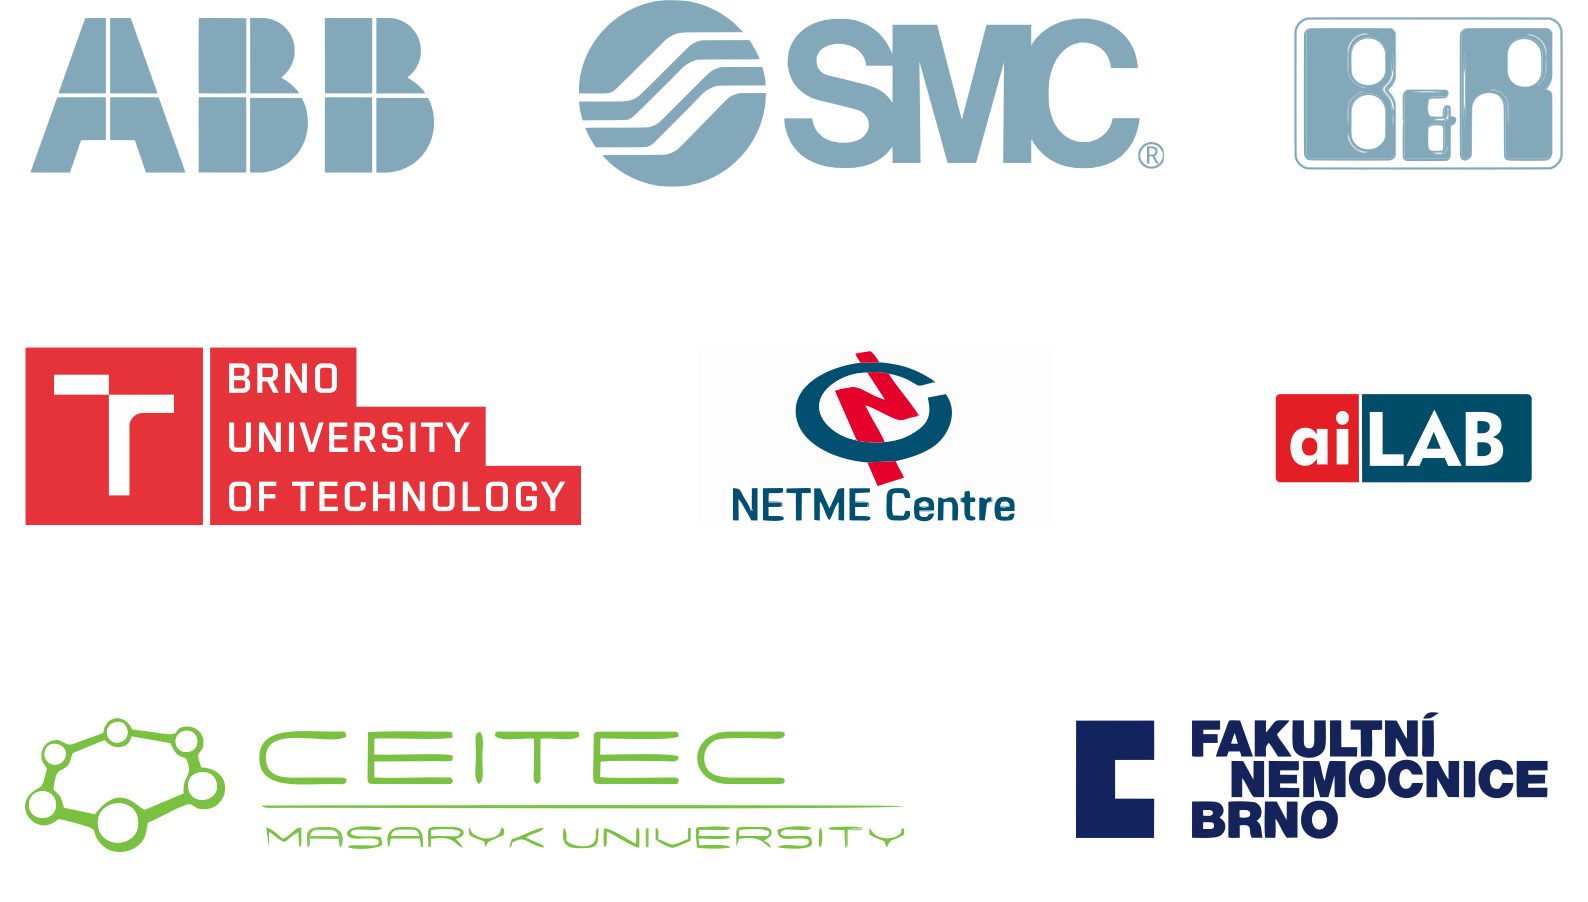 ABB
SMC®
B&R
BRNO
UNIVERSITY
OF TECHNOLOGY
NETME Centre
aiLAB
CEITEC
MASARYK UNIVERSITY
FAKULTNÍ
NEMOCNICE
BRNO